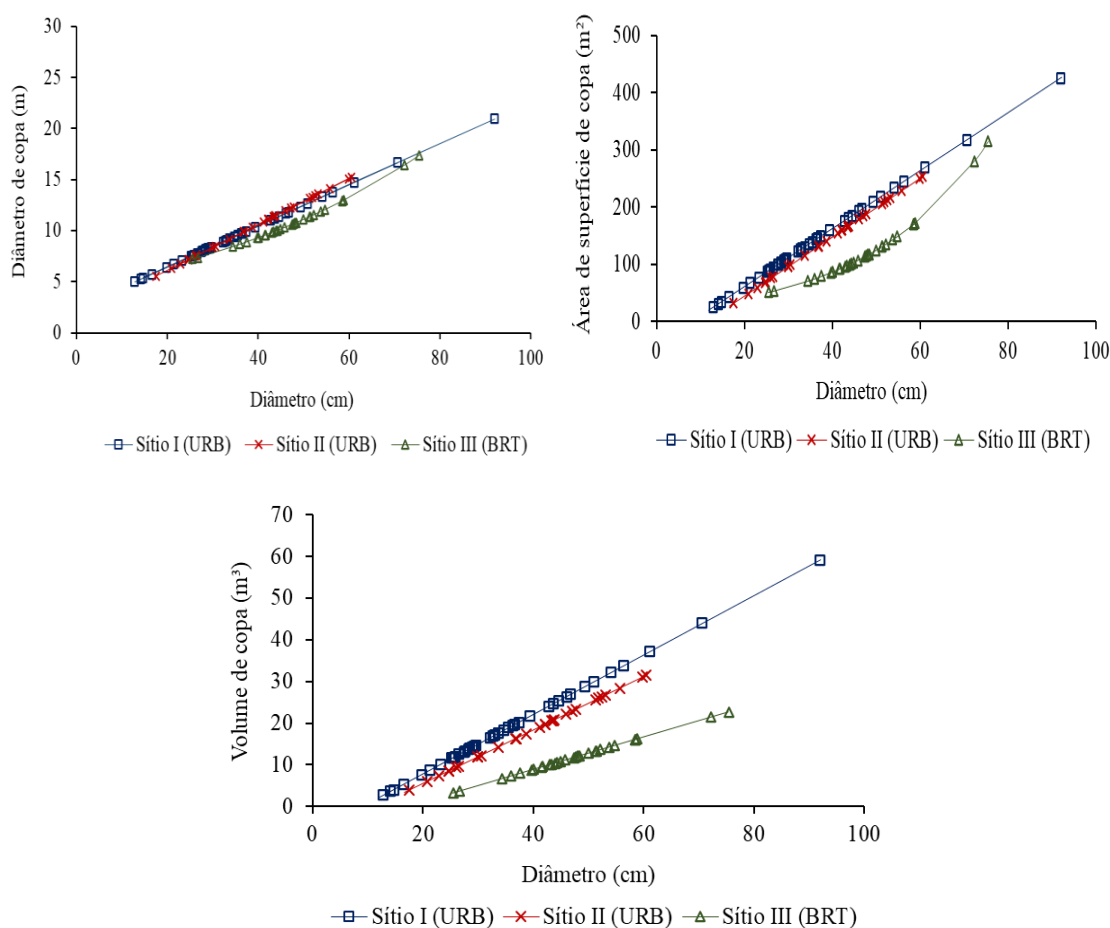 Diâmetro de copa (m)
30
25
20
15
10
5
0
0 20 40 60 80 100
Diâmetro (cm)
Sítio I (URB) Sítio II (URB) Sítio III (BRT)
Área de superfície de copa (m²)
500
400
300
200
100
0
0 20 40 60 80 100
Diâmetro (cm)
Sítio I (URB) Sítio II (URB) Sítio III (BRT)
Volume de copa (m³)
70
60
50
40
30
20
10
0
0 20 40 60 80 100
Diâmetro (cm)
Sítio I (URB) Sítio II (URB) Sítio III (BRT)